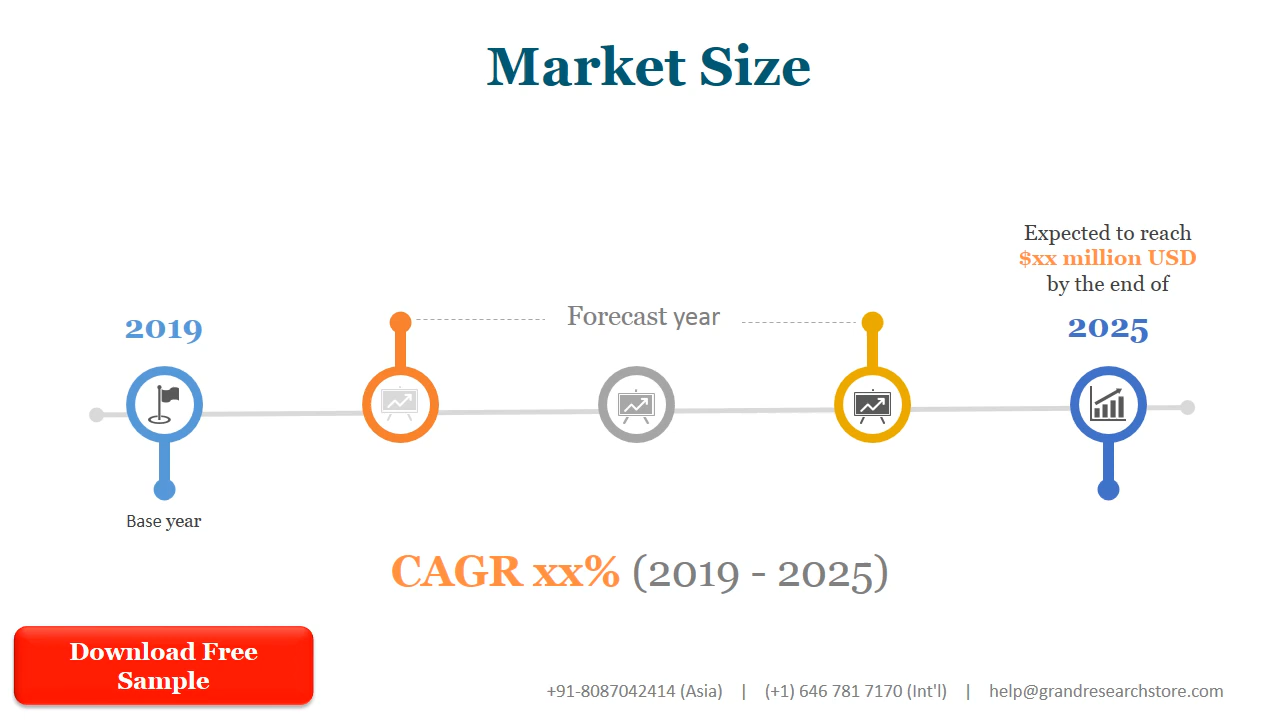 Market Size
Expected to reach
$xx million USD
by the end of
2019
Forecast year
2025
Base year
CAGR xx% (2019 - 2025)
Download Free
Sample
+91-8087042414 (Asia) | (+1) 646 781 7170 (Int'l) | help@grandresearchstore.com